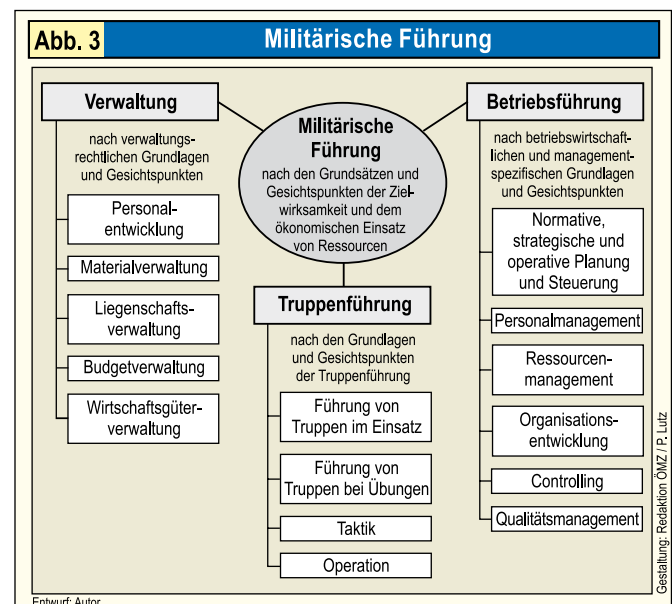 Abb. 3
Militärische Führung
Verwaltung
nach verwaltungs-
rechtlichen Grundlagen
und Gesichtspunkten
Personal-
entwicklung
Materialverwaltung
Liegenschafts-
verwaltung
Budgetverwaltung
Wirtschaftsgüter-
verwaltung
Militärische
Führung
nach den Grundsätzen und
Gesichtspunkten der Ziel-
wirksamkeit und dem
ökonomischen Einsatz
von Ressourcen
Truppenführung
nach den Grundlagen
und Gesichtspunkten
der Truppenführung
Führung von
Truppen im Einsatz
Führung von
Truppen bei Übungen
Taktik
Operation
Betriebsführung
nach betriebswirtschaft-
lichen und management-
spezifischen Grundlagen
und Gesichtspunkten
Normative,
strategische und
operative Planung
und Steuerung
Personalmanagement
Ressourcen-
management
Organisations-
entwicklung
Controlling
Qualitätsmanagement
Gestaltung: Redaktion ÖMZ / P. Lutz
Entwurf: Autor